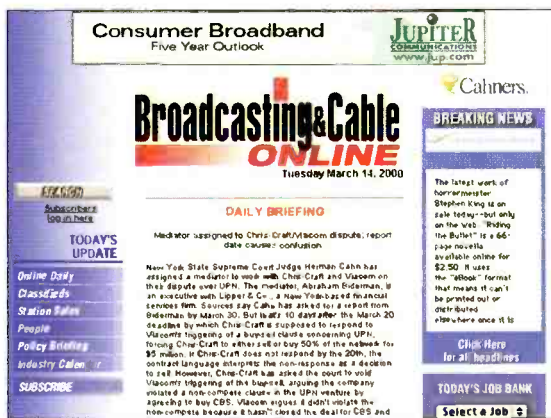 Consumer Broadband
Five Year Outlook
JUPITER
COMMUNICATIONS
www.jup.com
Cahners.
Broadcasting&Cable
ONLINE
Tuesday March 14, 2000
BREAKING NEWS
Subscribers
log in here
TODAY'S
UPDATE
Online Daily
Classifieds
Station Sales
People
Policy Briefing
Industry Calendar
SUBSCRIBE
DAILY BRIEFING
Mediator assigned to Chris-Craft/Viacom dispute; report
date causes confusion
New York State Supreme Court Judge Herman Cahn has
assigned a mediator to work with Chris-Craft and Viacom on
their dispute over UPN. The mediator, Abraham Biderman, is
an executive with Lipper & Co., a New York-based financial
services firm. Sources say Cahn has asked for a report from
Biderman by March 30. But that's 10 days after the March 20
deadline by which Chris-Craft is supposed to respond to
Viacom's triggering of a buy-sell clause concerning UPN,
forcing Chris-Craft to either sell or buy 50% of the network for
$5 million. If Chris-Craft does not respond by the 20th, the
contract language interprets the non-response as a decision
to sell. However, Chris-Craft has asked the court to void
Viacom's triggering of the buy-sell, arguing the company
violated a non-compete clause in the UPN venture by
agreeing to buy CBS. Viacom argues it didn't violate the
non-compete because it hasn't closed the deal for CBS and
The latest work of
horrormeister
Stephen King is on
sale today--but only
on the web. "Riding
the Bullet" is a 66-
page novella
available online for
$2.50. It uses
the "eBook" format
that means it can't
be printed out or
distributed
elsewhere once it is
Click Here
for all headlines
TODAY'S JOB BANK
Select a Job